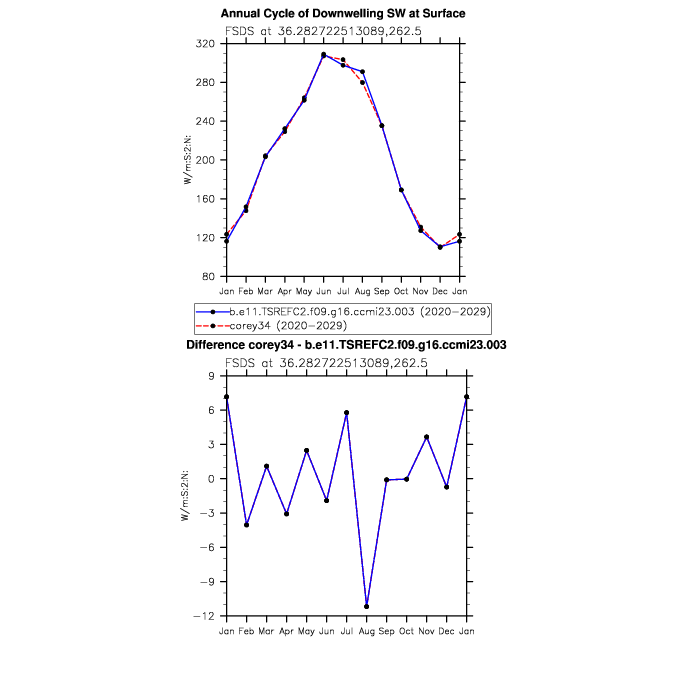 Annual Cycle of Downwelling SW at Surface
FSDS at 36.282722513089,262.5
320
280
240
200
160
120
80
W/m:S:2:N:
Jan Feb Mar Apr May Jun Jul Aug Sep Oct Nov Dec Jan
b.e11.TSREFC2.f09.g16.ccmi23.003 (2020-2029)
corey34 (2020-2029)
Difference corey34 - b.e11.TSREFC2.f09.g16.ccmi23.003
FSDS at 36.282722513089,262.5
9
6
3
0
-3
-6
-9
-12
W/m:S:2:N:
Jan Feb Mar Apr May Jun Jul Aug Sep Oct Nov Dec Jan